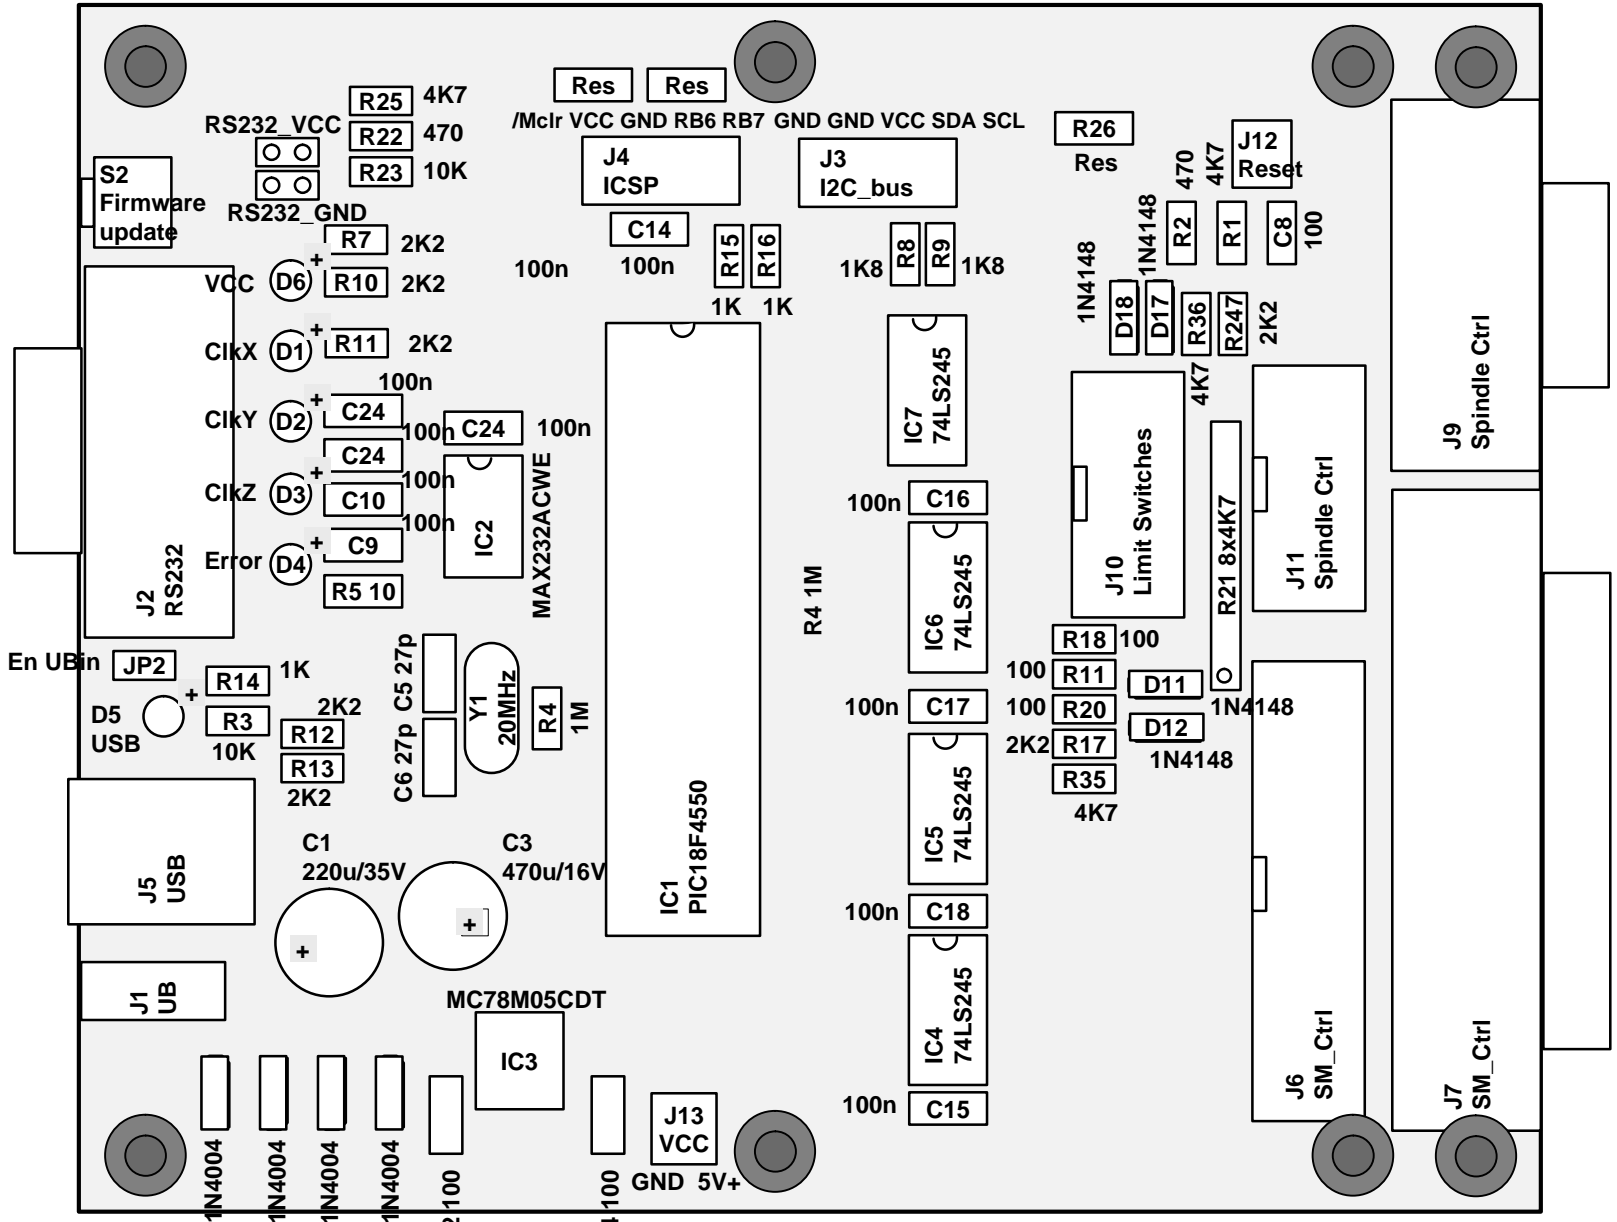 Res
Res
R25
4K7
RS232_VCC
R22
470
R23
10K
RS232_GND
S2
Firmware
update
/Mclr VCC GND RB6 RB7
GND GND VCC SDA SCL
J4
ICSP
J3
I2C_bus
R26
Res
J12
Reset
470
4K7
R2
R1
C8
100
R7
2K2
+
VCC
D6
R10
2K2
100n
C14
100n
R15
R16
1K
1K
1K8
R8
R9
1K8
1N4148
1N4148
D18
D17
R36
R247
2K2
4K7
+
ClkX
D1
R11
2K2
100n
+
ClkY
D2
C24
100n
C24
100n
C24
+
ClkZ
D3
C10
100n
100n
+
Error
D4
C9
R5 10
IC2
MAX232ACWE
J2
RS232
IC7
74LS245
100n
C16
IC6
74LS245
R4 1M
J10
Limit Switches
R21 8x4K7
J11
Spindle Ctrl
J9
Spindle Ctrl
En UBin
JP2
R14
1K
+
D5
USB
R3
10K
2K2
R12
R13
2K2
C5 27p
C6 27p
Y1
20MHz
R4
1M
R18
100
100
R11
100
R20
2K2
R17
R35
4K7
D11
1N4148
D12
1N4148
100n
C17
IC5
74LS245
J5
USB
C1
220u/35V
+
C3
470u/16V
+
IC1
PIC18F4550
100n
C18
IC4
74LS245
100n
C15
J1
UB
MC78M05CDT
IC3
J13
VCC
GND 5V+
1N4004
1N4004
1N4004
1N4004
100
100
J6
SM_Ctrl
J7
SM_Ctrl